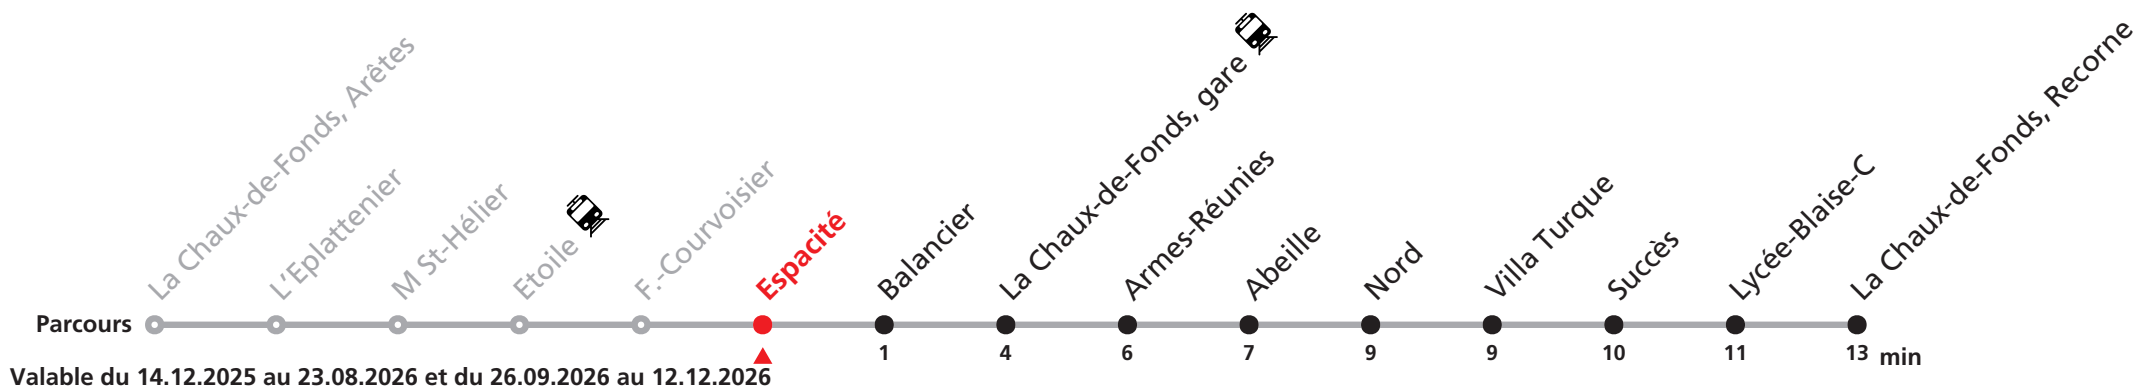 La Chaux-de-Fonds, Arêtes
L'Eplattenier
M St-Hélier
Etoile
F.-Courvoisier
Espacité
Balancier
La Chaux-de-Fonds, gare
Armes-Réunies
Abeille
Nord
Villa Turque
Succès
Lycée-Blaise-C
La Chaux-de-Fonds, Recorne
Parcours
1 4 6 7 9 9 10 11 13 min
Valable du 14.12.2025 au 23.08.2026 et du 26.09.2026 au 12.12.2026